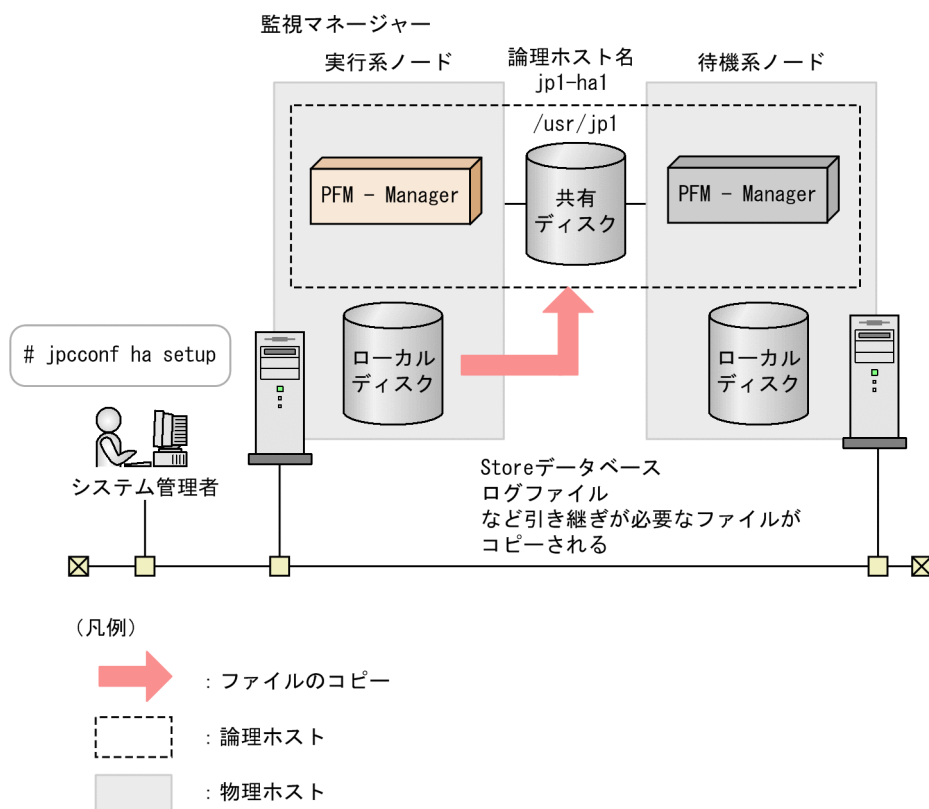 監視マネージャー
実行系ノード
論理ホスト名
jp1-ha1
待機系ノード
/usr/jp1
PFM - Manager
共有
ディスク
PFM - Manager
# jpcconf ha setup
ローカル
ディスク
ローカル
ディスク
システム管理者
Storeデータベース
ログファイル
など引き継ぎが必要なファイルが
コピーされる
(凡例)
: ファイルのコピー
: 論理ホスト
: 物理ホスト